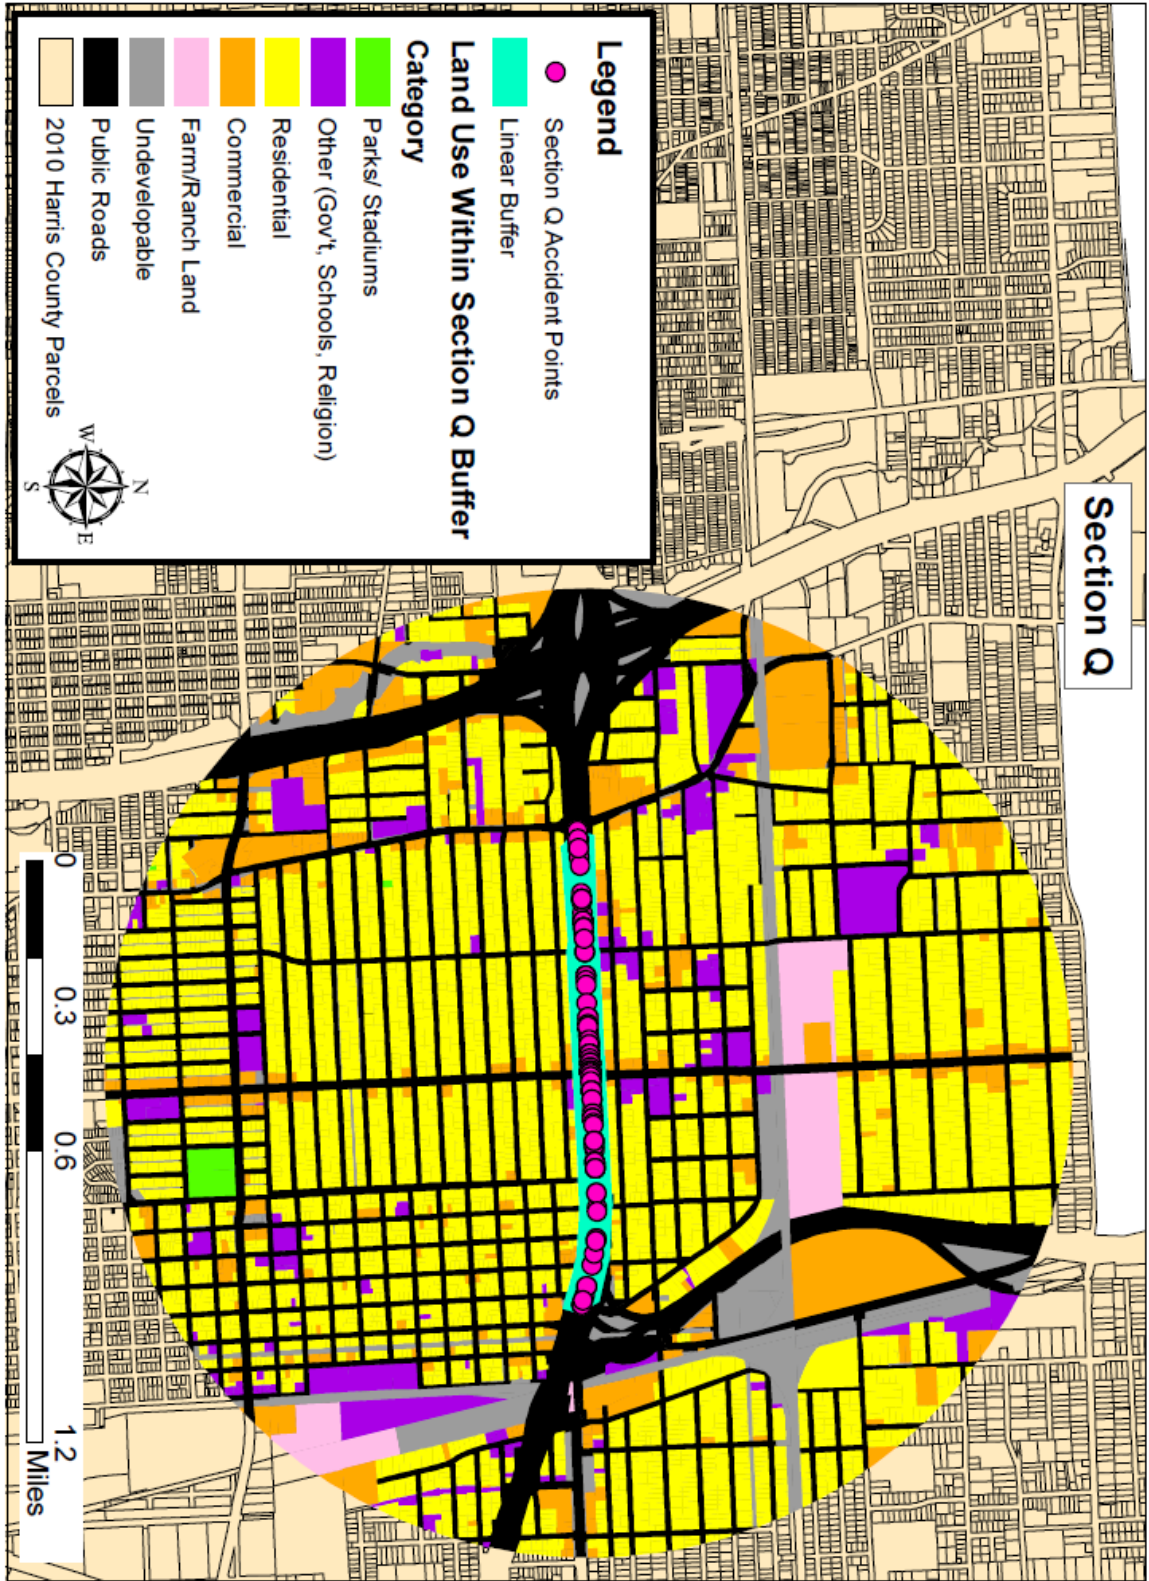 Section Q
Legend
Section Q Accident Points
Linear Buffer
Land Use Within Section Q Buffer
Category
Parks/ Stadiums
Other (Gov't, Schools, Religion)
Residential
Commercial
Farm/Ranch Land
Undevelopable
Public Roads
2010 Harris County Parcels
N
W
E
S
0 0.3 0.6 1.2
Miles